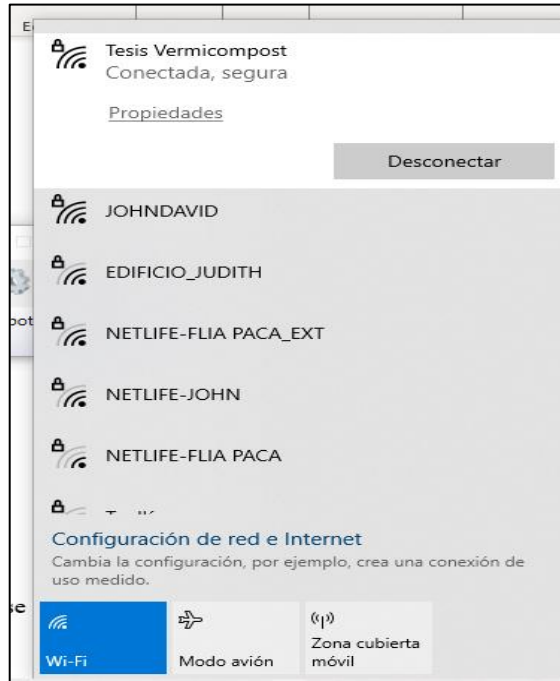 Tesis Vermicompost
Conectada, segura
Propiedades
Desconectar
JOHNDAVID
EDIFICIO_JUDITH
NETLIFE-FLIA PACA_EXT
NETLIFE-JOHN
NETLIFE-FLIA PACA
Configuración de red e Internet
Cambia la configuración, por ejemplo, crea una conexión de
uso medido.
se
Wi-Fi
Modo avión
Zona cubierta
móvil